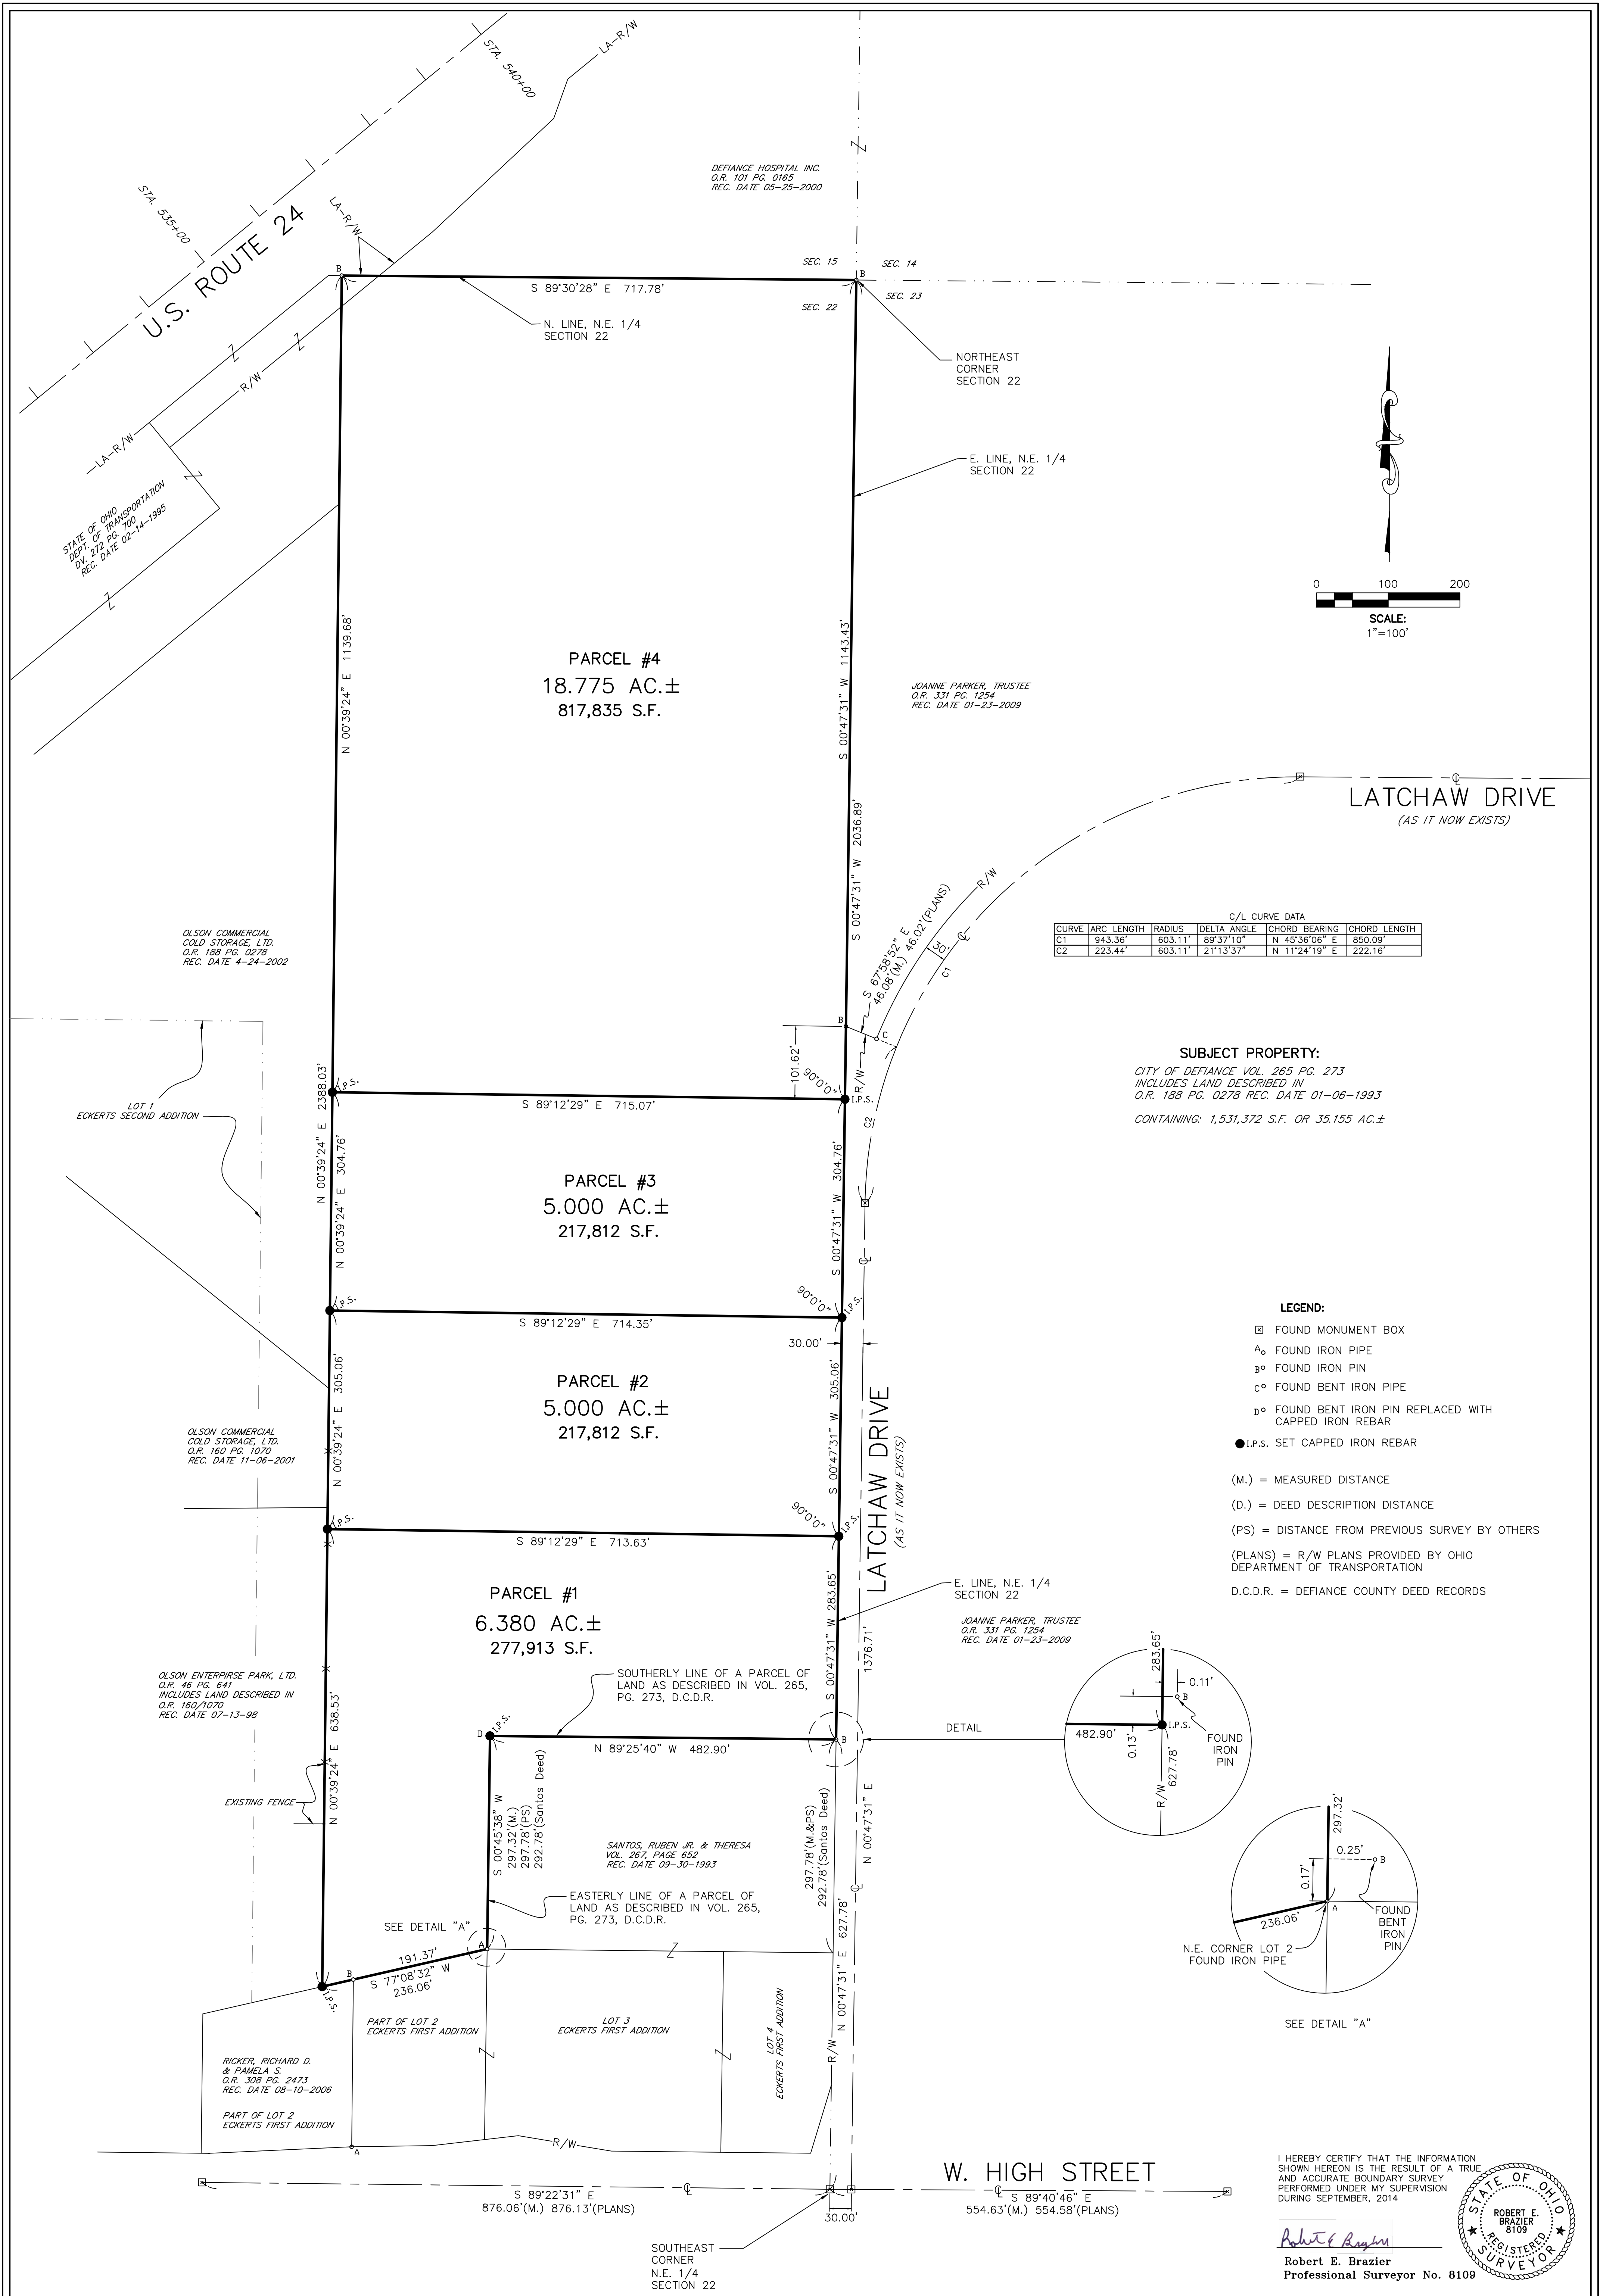 LA-R/W
STA. 540+00
STA. 535+00
U.S. ROUTE 24
LA-R/W
DEFIANCE HOSPITAL INC.
O.R. 101 PG. 0165
REC. DATE 05-25-2000
SEC. 15
SEC. 14
SEC. 22
SEC. 23
B
B
S 89°30'28" E 717.78'
N. LINE, N.E. 1/4
SECTION 22
NORTHEAST
CORNER
SECTION 22
R/W
LA-R/W
STATE OF OHIO
DEPT. OF TRANSPORTATION
DV. 272 PG. 700
REC. DATE 02-14-1995
E. LINE, N.E. 1/4
SECTION 22
0 100 200
SCALE:
1"=100'
N 00°39'24" E 1139.68'
PARCEL #4
18.775 AC.±
817,835 S.F.
S 00°47'31" W 1143.43'
JOANNE PARKER, TRUSTEE
O.R. 331 PG. 1254
REC. DATE 01-23-2009
LATCHAW DRIVE
(AS IT NOW EXISTS)
S 00°47'31" W 2036.89'
S 67°58'52" E
46.08'(M.) 46.02'(PLANS)
R/W
30'
C1
C/L CURVE DATA
CURVE ARC LENGTH RADIUS DELTA ANGLE CHORD BEARING CHORD LENGTH
C1 943.36' 603.11' 89°37'10" N 45°36'06" E 850.09'
C2 223.44' 603.11' 21°13'37" N 11°24'19" E 222.16'
OLSON COMMERCIAL
COLD STORAGE, LTD.
O.R. 188 PG. 0278
REC. DATE 4-24-2002
B
C
R/W
101.62'
90°0'0"
I.P.S.
I.P.S.
C2
SUBJECT PROPERTY:
CITY OF DEFIANCE VOL. 265 PG. 273
INCLUDES LAND DESCRIBED IN
O.R. 188 PG. 0278 REC. DATE 01-06-1993
CONTAINING: 1,531,372 S.F. OR 35.155 AC.±
LOT 1
ECKERTS SECOND ADDITION
N 00°39'24" E 2388.03'
S 89°12'29" E 715.07'
N 00°39'24" E 304.76'
PARCEL #3
5.000 AC.±
217,812 S.F.
S 00°47'31" W 304.76'
I.P.S.
90°0'0"
I.P.S.
S 89°12'29" E 714.35'
30.00'
N 00°39'24" E 305.06'
PARCEL #2
5.000 AC.±
217,812 S.F.
S 00°47'31" W 305.06'
LATCHAW DRIVE
(AS IT NOW EXISTS)
OLSON COMMERCIAL
COLD STORAGE, LTD.
O.R. 160 PG. 1070
REC. DATE 11-06-2001
LEGEND:
FOUND MONUMENT BOX
A FOUND IRON PIPE
B FOUND IRON PIN
C FOUND BENT IRON PIPE
D FOUND BENT IRON PIN REPLACED WITH
CAPPED IRON REBAR
I.P.S. SET CAPPED IRON REBAR
(M.) = MEASURED DISTANCE
(D.) = DEED DESCRIPTION DISTANCE
(PS) = DISTANCE FROM PREVIOUS SURVEY BY OTHERS
(PLANS) = R/W PLANS PROVIDED BY OHIO
DEPARTMENT OF TRANSPORTATION
D.C.D.R. = DEFIANCE COUNTY DEED RECORDS
I.P.S.
90°0'0"
I.P.S.
S 89°12'29" E 713.63'
PARCEL #1
6.380 AC.±
277,913 S.F.
S 00°47'31" W 283.65'
E. LINE, N.E. 1/4
SECTION 22
JOANNE PARKER, TRUSTEE
O.R. 331 PG. 1254
REC. DATE 01-23-2009
1376.71'
OLSON ENTERPIRSE PARK, LTD.
O.R. 46 PG. 641
INCLUDES LAND DESCRIBED IN
O.R. 160/1070
REC. DATE 07-13-98
SOUTHERLY LINE OF A PARCEL OF
LAND AS DESCRIBED IN VOL. 265,
PG. 273, D.C.D.R.
N 00°39'24" E 638.53'
D
I.P.S.
B
N 89°25'40" W 482.90'
DETAIL
283.65'
0.11'
B
I.P.S.
482.90'
0.13'
FOUND
IRON
PIN
627.78'
R/W
EXISTING FENCE
S 00°45'38" W
297.32'(M.)
297.78'(PS)
292.78'(Santos Deed)
SANTOS, RUBEN JR. & THERESA
VOL. 267, PAGE 652
REC. DATE 09-30-1993
297.78'(M.&PS)
292.78'(Santos Deed)
N 00°47'31" E
297.32'
0.25'
B
0.17'
A
236.06'
FOUND
BENT
IRON
PIN
N.E. CORNER LOT 2
FOUND IRON PIPE
SEE DETAIL "A"
EASTERLY LINE OF A PARCEL OF
LAND AS DESCRIBED IN VOL. 265,
PG. 273, D.C.D.R.
SEE DETAIL "A"
A
B
191.37'
S 77°08'32" W
236.06'
I.P.S.
N 00°47'31" E 627.78'
R/W
PART OF LOT 2
ECKERTS FIRST ADDITION
LOT 3
ECKERTS FIRST ADDITION
LOT 4
ECKERTS FIRST ADDITION
RICKER, RICHARD D.
& PAMELA S.
O.R. 308 PG. 2473
REC. DATE 08-10-2006
PART OF LOT 2
ECKERTS FIRST ADDITION
A
R/W
W. HIGH STREET
S 89°22'31" E
876.06'(M.) 876.13'(PLANS)
30.00'
S 89°40'46" E
554.63'(M.) 554.58'(PLANS)
SOUTHEAST
CORNER
N.E. 1/4
SECTION 22
I HEREBY CERTIFY THAT THE INFORMATION
SHOWN HEREON IS THE RESULT OF A TRUE
AND ACCURATE BOUNDARY SURVEY
PERFORMED UNDER MY SUPERVISION
DURING SEPTEMBER, 2014
Robert E. Brazier
Professional Surveyor No. 8109
STATE OF OHIO
ROBERT E.
BRAZIER
8109
REGISTERED
SURVEYOR